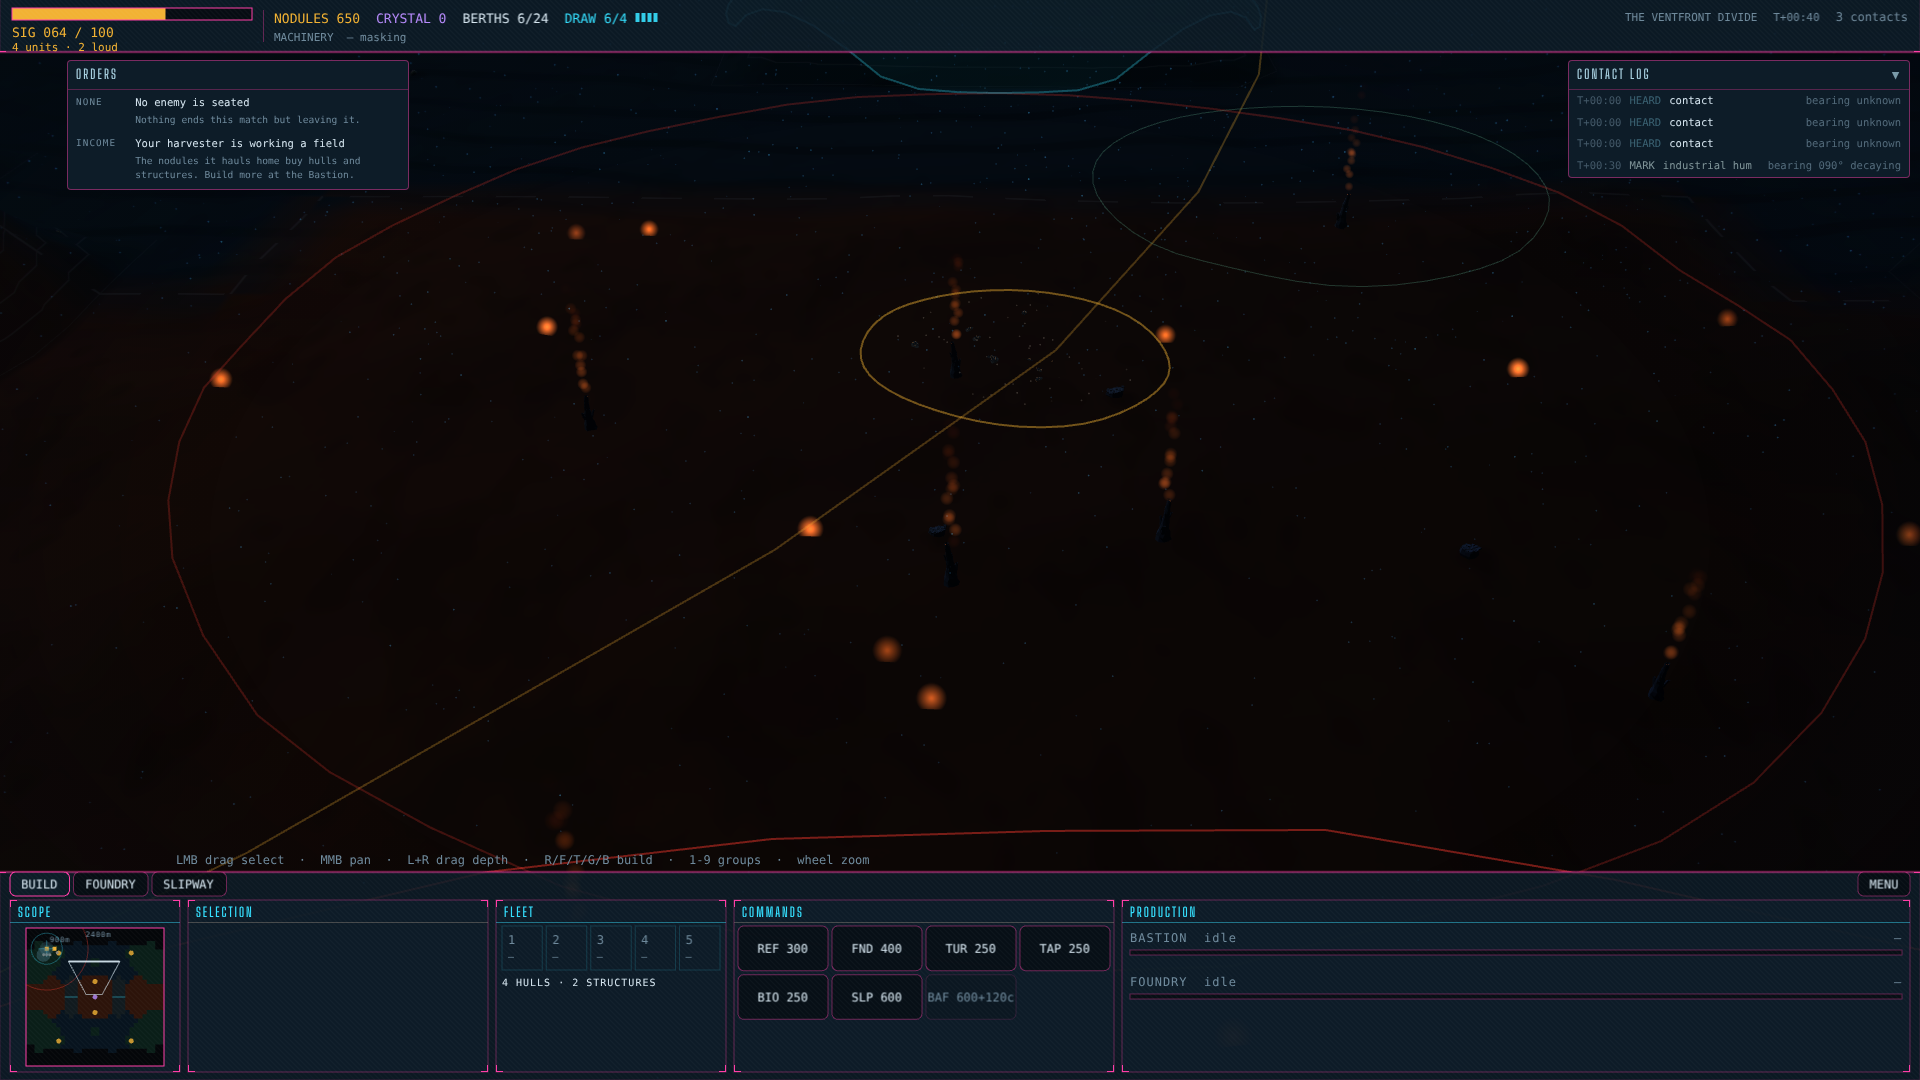 SIG 064 / 100
4 units · 2 loud
NODULES 650 CRYSTAL 0 BERTHS 6/24 DRAW 6/4
MACHINERY — masking
THE VENTFRONT DIVIDE T+00:40 3 contacts
ORDERS
NONE No enemy is seated
Nothing ends this match but leaving it.
INCOME Your harvester is working a field
The nodules it hauls home buy hulls and
structures. Build more at the Bastion.
CONTACT LOG ▼
T+00:00 HEARD contact bearing unknown
T+00:00 HEARD contact bearing unknown
T+00:00 HEARD contact bearing unknown
T+00:30 MARK industrial hum bearing 090° decaying
LMB drag select · MMB pan · L+R drag depth · R/F/T/G/B build · 1-9 groups · wheel zoom
BUILD FOUNDRY SLIPWAY MENU
SCOPE
900m 2400m
SELECTION
FLEET
1 2 3 4 5
— — — — —
4 HULLS · 2 STRUCTURES
COMMANDS
REF 300 FND 400 TUR 250 TAP 250
BIO 250 SLP 600 BAF 600+120c
PRODUCTION
BASTION idle —
FOUNDRY idle —